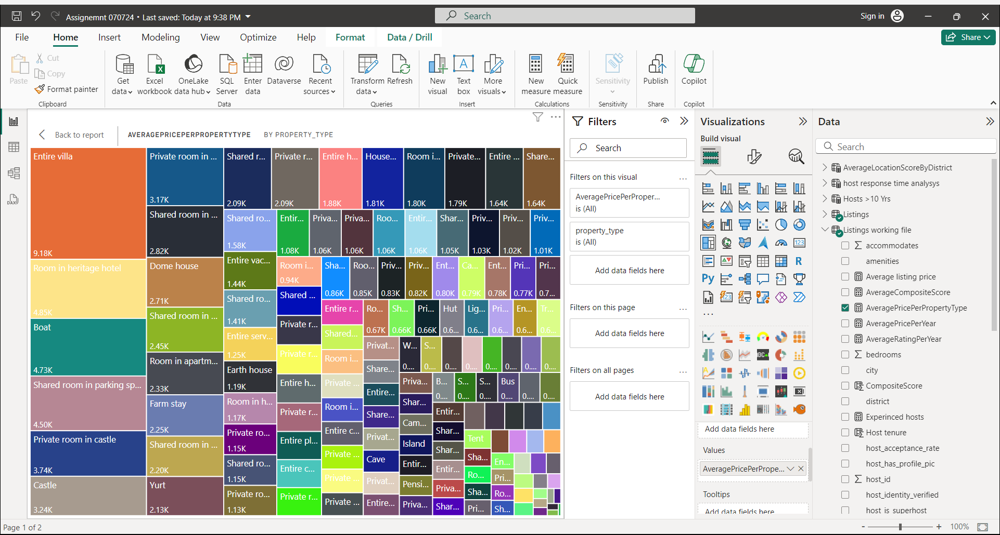 Assignemnt 070724 • Last saved: Today at 9:38 PM
Search
Sign in
File
Home
Insert
Modeling
View
Optimize
Help
Format
Data / Drill
Share
Paste
Cut
Copy
Format painter
Clipboard
Get data
Excel workbook
OneLake data hub
SQL Server
Enter data
Dataverse
Recent sources
Data
Transform data
Refresh
Queries
New visual
Text box
More visuals
Insert
New measure
Quick measure
Calculations
Sensitivity
Sensitivity
Publish
Share
Copilot
Copilot
Back to report
AVERAGEPRICEPERPROPERTYTYPE
BY PROPERTY_TYPE
Entire villa
9.18K
Room in heritage hotel
4.85K
Boat
4.73K
Shared room in parking sp...
4.50K
Private room in castle
3.74K
Castle
3.24K
Private room in ...
3.17K
Shared room in ...
2.82K
Dome house
2.71K
Shared room in ...
2.45K
Room in apartm...
2.33K
Farm stay
2.25K
Shared room in ...
2.20K
Yurt
2.13K
Shared r...
2.09K
Private r...
2.09K
Entire h...
1.88K
House...
1.81K
Room i...
1.80K
Private...
1.79K
Entire ...
1.64K
Share...
1.64K
Shared ro...
1.58K
Entire vac...
1.44K
Shared ro...
1.41K
Entire serv...
1.25K
Earth house
1.19K
Room in h...
1.17K
Private ro...
1.15K
Shared ro...
1.15K
Private ro...
1.13K
Entir...
1.08K
Priva...
1.06K
Priva...
1.06K
Roo...
1.06K
Entir...
1.06K
Shar...
1.05K
Priv...
1.03K
Priv...
1.02K
Priv...
1.01K
Room i...
0.94K
Shared ...
Private r...
Private r...
Entire h...
Private r...
Entire pl...
Entire c...
Private r...
Sha...
0.86K
Roo...
0.85K
Priv...
0.83K
Priv...
0.82K
Ent...
0.80K
Ca...
0.79K
Ent...
0.78K
Pri...
0.77K
Pri...
0.7...
Entire r...
Shared...
Room i...
Private ...
Room i...
Entire c...
Private ...
Private ...
Private ...
Ro...
0.67K
Sh...
0.66K
Pri...
0.66K
Hut
0.6...
Lig...
0.6...
Pri...
0.6...
En...
0.6...
Tr...
0.6...
Privat...
Share...
Entire...
Share...
Privat...
Cave
Privat...
Entire...
W...
0....
S...
0....
0....
0....
0....
0....
0....
0....
Priva...
Shar...
Cam...
Island
Entir...
Pensi...
Priva...
B...
0....
S...
0....
S...
0....
Bus
0....
0....
0....
Entir...
Shar...
Shar...
Entir...
Priva...
Shar...
Tent
Sha...
Ro...
Sha...
Pri...
En...
Pri...
Ro...
Sh...
Filters
Search
Filters on this visual
...
AveragePricePerProper...
is (All)
property_type
is (All)
Add data fields here
Filters on this page
...
Add data fields here
Filters on all pages
...
Add data fields here
Visualizations
Build visual
123
R
Py
...
Add data fields here
Values
AveragePricePerPrope...
Tooltips
Add data fields here
Data
Search
AverageLocationScoreByDistrict
host response time analysys
Hosts >10 Yrs
Listings
Listings working file
accommodates
amenities
Average listing price
AverageCompositeScore
AveragePricePerPropertyType
AveragePricePerYear
AverageRatingPerYear
bedrooms
city
CompositeScore
district
Experinced hosts
Host tenure
host_acceptance_rate
host_has_profile_pic
host_id
host_identity_verified
host_is_superhost
Page 1 of 2
100%